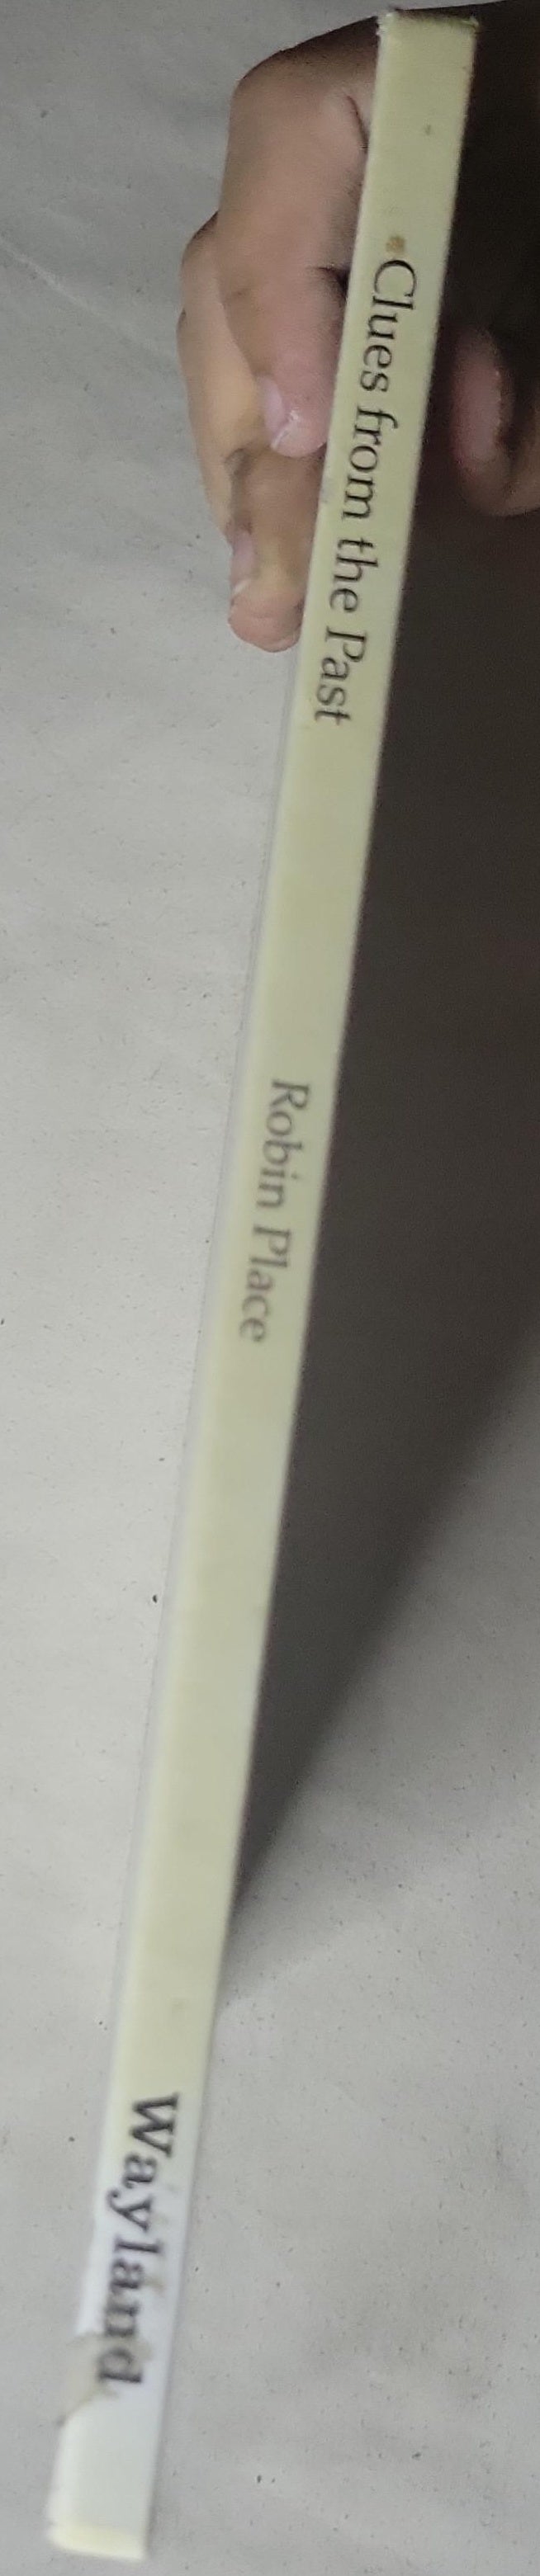 Clues from the Past
Robin Place
Wayland